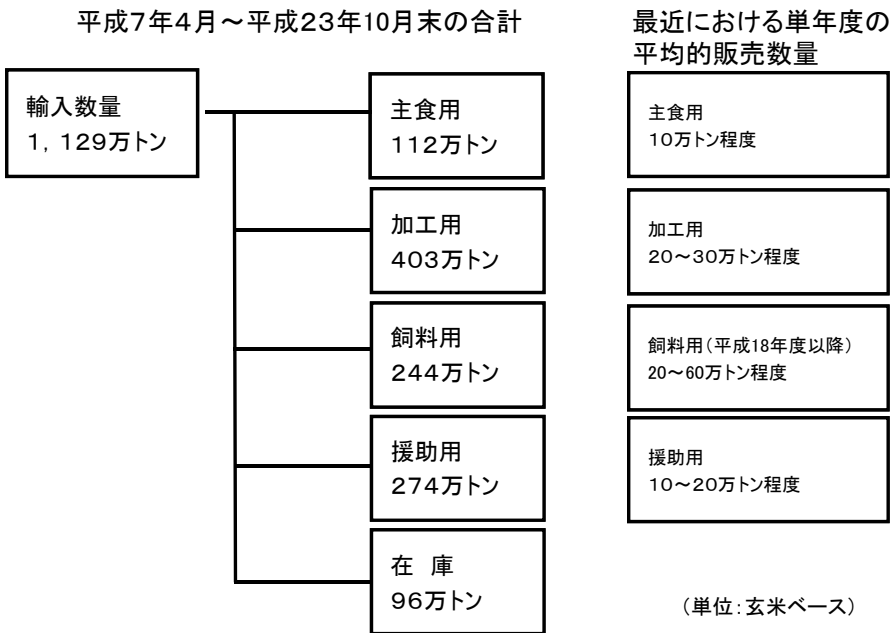 平成7年4月～平成23年10月末の合計
輸入数量
1，129万トン
主食用
112万トン
加工用
403万トン
飼料用
244万トン
援助用
274万トン
在　庫
96万トン
最近における単年度の
平均的販売数量
主食用
10万トン程度
加工用
20～30万トン程度
飼料用（平成18年度以降）
20～60万トン程度
援助用
10～20万トン程度
（単位：玄米ベース）